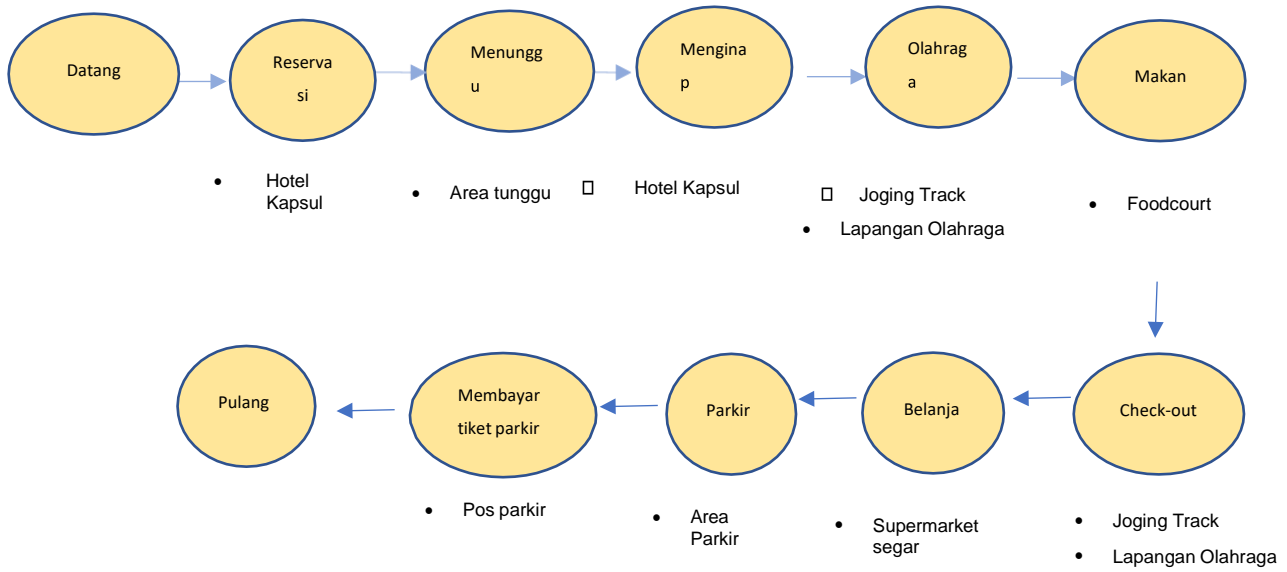 Datang
Reserva
si
Menungg
u
Mengina
p
Olahrag
a
Makan
• Hotel
Kapsul
• Area tunggu
▯ Hotel Kapsul
▯ Joging Track
• Lapangan Olahraga
• Foodcourt
Pulang
Membayar
tiket parkir
Parkir
Belanja
Check-out
• Pos parkir
• Area
Parkir
• Supermarket
segar
• Joging Track
• Lapangan Olahraga